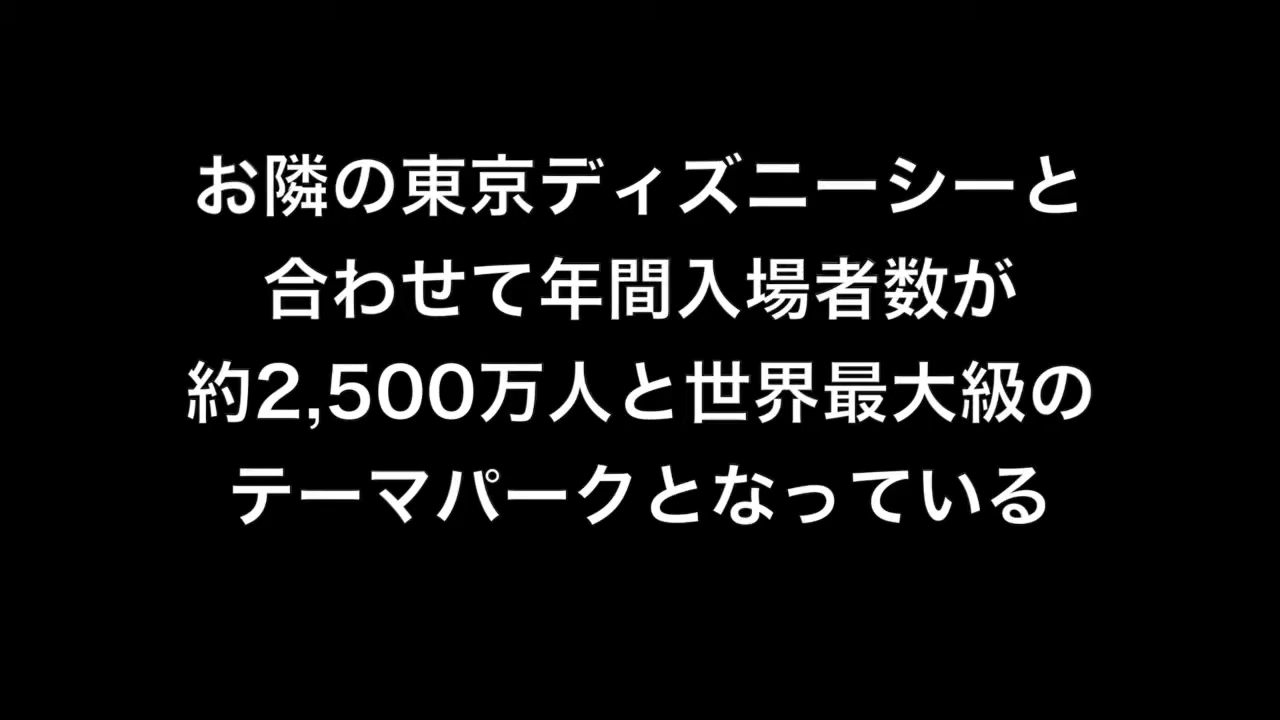 お隣の東京ディズニーシーと
合わせて年間入場者数が
約2,500万人と世界最大級の
テーマパークとなっている